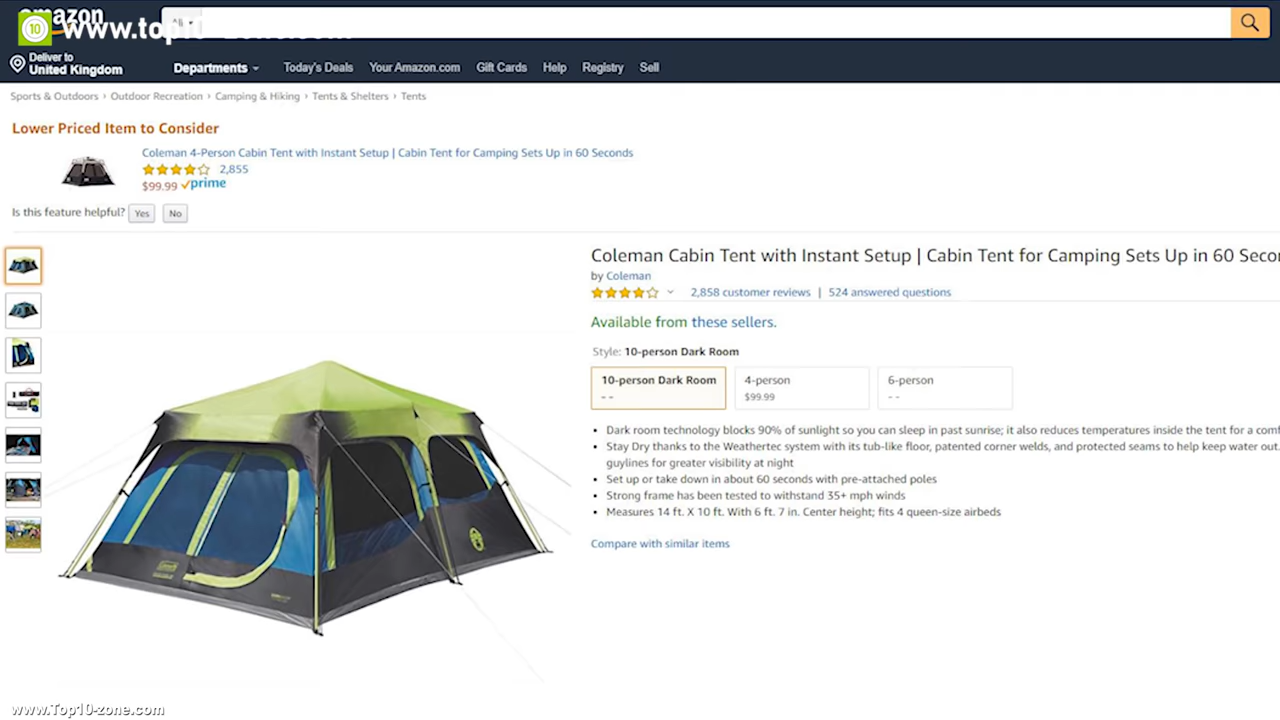 amazon
10
www.top10-zone.com
All
Deliver to
United Kingdom
Departments
Today's Deals
Your Amazon.com
Gift Cards
Help
Registry
Sell
Sports & Outdoors › Outdoor Recreation › Camping & Hiking › Tents & Shelters › Tents
Lower Priced Item to Consider
Coleman 4-Person Cabin Tent with Instant Setup | Cabin Tent for Camping Sets Up in 60 Seconds
2,855
$99.99 prime
Is this feature helpful? Yes No
Coleman Cabin Tent with Instant Setup | Cabin Tent for Camping Sets Up in 60 Secon
by Coleman
2,858 customer reviews | 524 answered questions
Available from these sellers.
Style: 10-person Dark Room
10-person Dark Room
- -
4-person
$99.99
6-person
- -
• Dark room technology blocks 90% of sunlight so you can sleep in past sunrise; it also reduces temperatures inside the tent for a comf
• Stay Dry thanks to the Weathertec system with its tub-like floor, patented corner welds, and protected seams to help keep water out.
guylines for greater visibility at night
• Set up or take down in about 60 seconds with pre-attached poles
• Strong frame has been tested to withstand 35+ mph winds
• Measures 14 ft. X 10 ft. With 6 ft. 7 in. Center height; fits 4 queen-size airbeds
Compare with similar items
Coleman
www.Top10-zone.com